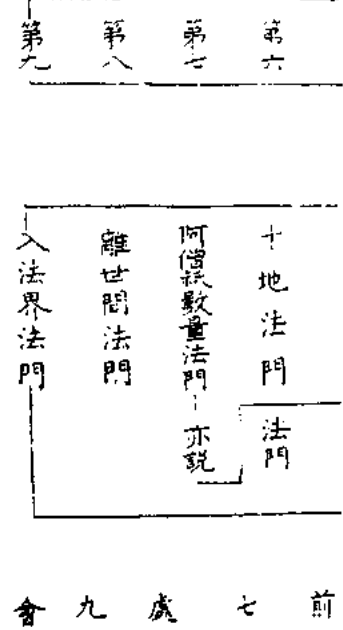 第六
第七
第八
第九
十地法門
法門
阿僧祇數量法門－亦説
離世間法門
入法界法門
前七處九會